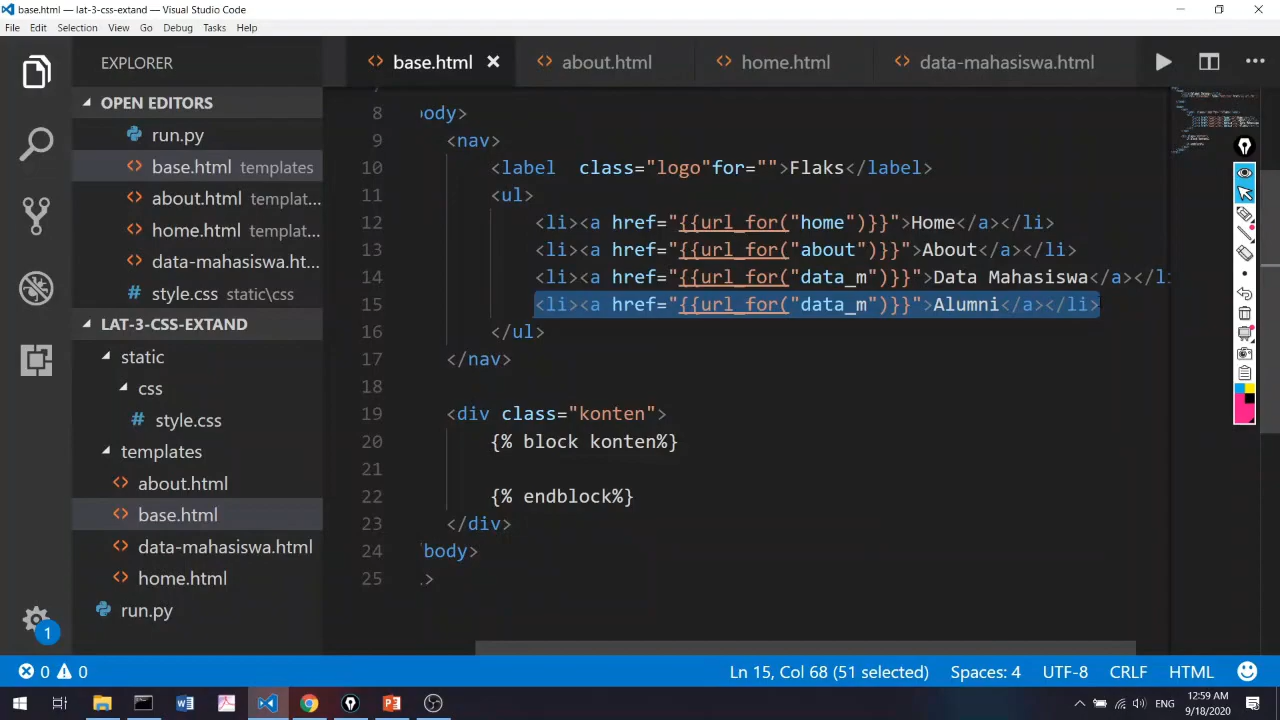 base.html - lat-3-css-extand - Visual Studio Code
File Edit Selection View Go Debug Tasks Help
EXPLORER
OPEN EDITORS
run.py
base.html templates
about.html templat...
home.html templat...
data-mahasiswa.ht...
# style.css static\css
LAT-3-CSS-EXTAND
static
css
# style.css
templates
about.html
base.html
data-mahasiswa.html
home.html
run.py
1
base.html about.html home.html data-mahasiswa.html
8 ody>
9 <nav>
10 <label  class="logo"for="">Flaks</label>
11 <ul>
12 <li><a href="{{url_for("home")}}">Home</a></li>
13 <li><a href="{{url_for("about")}}">About</a></li>
14 <li><a href="{{url_for("data_m")}}">Data Mahasiswa</a></li
15 <li><a href="{{url_for("data_m")}}">Alumni</a></li>
16 </ul>
17 </nav>
18
19 <div class="konten">
20 {% block konten%}
21
22 {% endblock%}
23 </div>
24 body>
25 >
0 0 Ln 15, Col 68 (51 selected) Spaces: 4 UTF-8 CRLF HTML
ENG 12:59 AM
9/18/2020